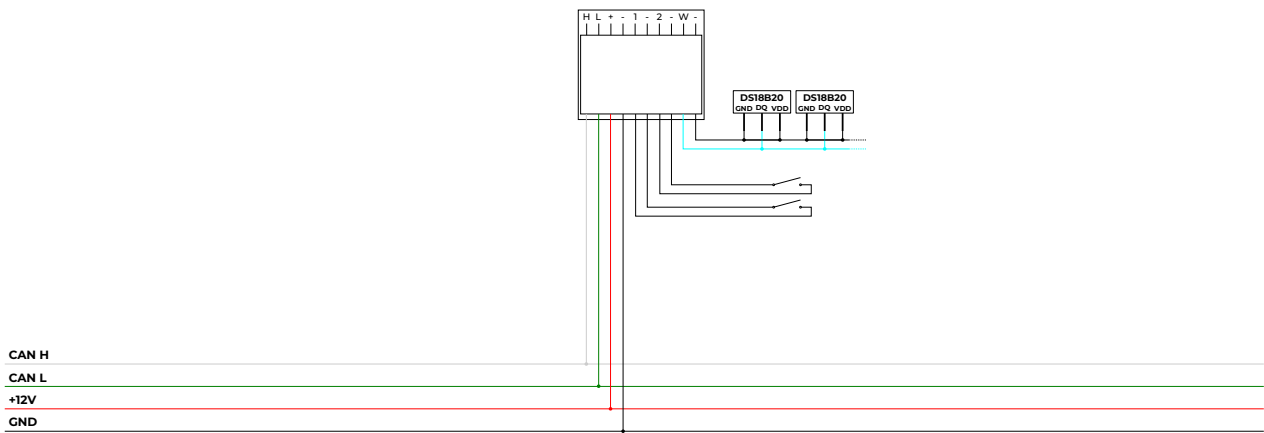 H L + - 1 - 2 - W -
DS18B20 DS18B20
GND DQ VDD GND DQ VDD
CAN H
CAN L
+12V
GND